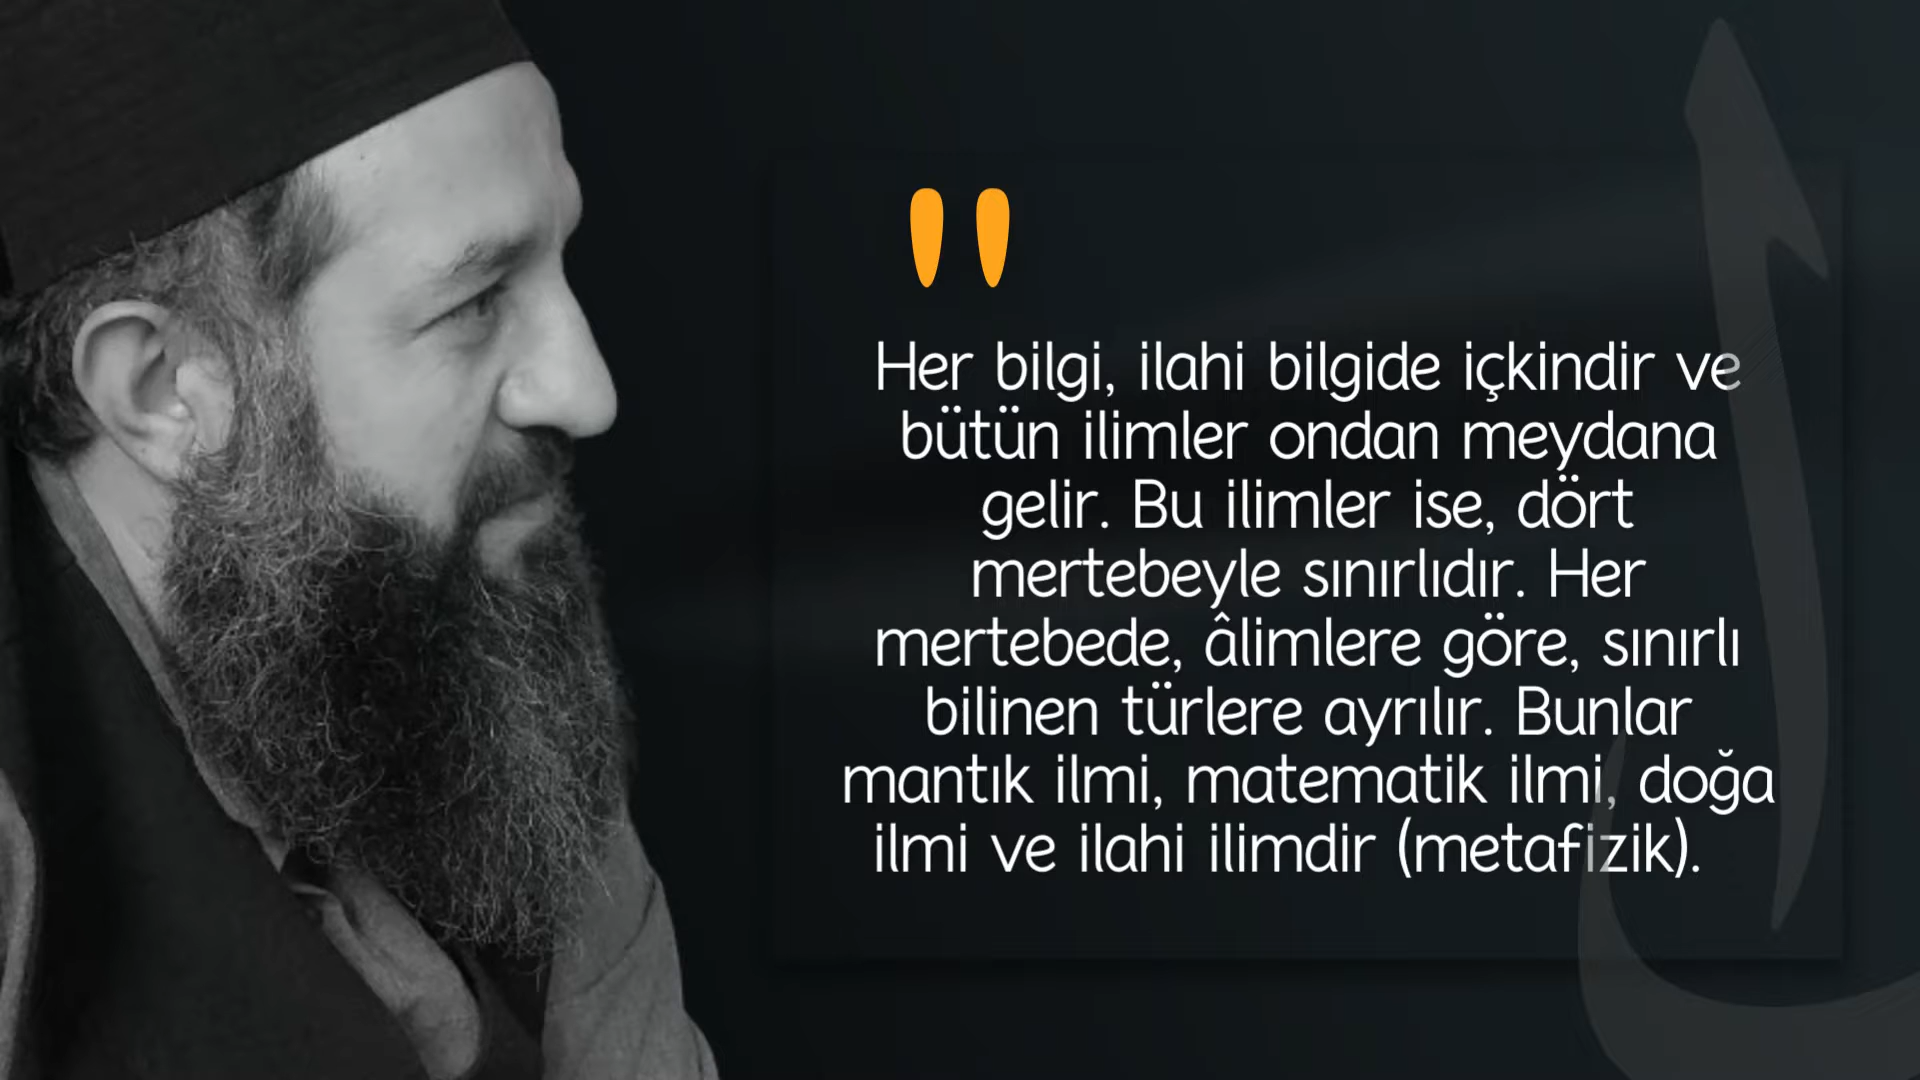 "
Her bilgi, ilahi bilgide içkindir ve
bütün ilimler ondan meydana
gelir. Bu ilimler ise, dört
mertebeyle sınırlıdır. Her
mertebede, âlimlere göre, sınırlı
bilinen türlere ayrılır. Bunlar
mantık ilmi, matematik ilmi, doğa
ilmi ve ilahi ilimdir (metafizik).